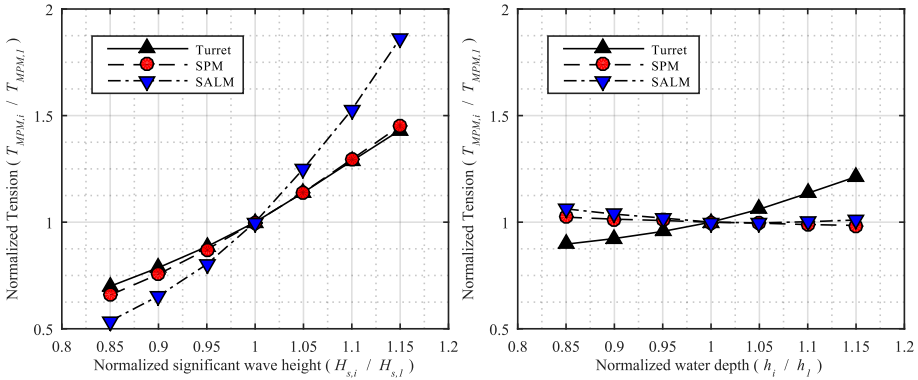 2
1.5
1
0.5
Normalized Tension ( T_MPM,i / T_MPM,1 )
Turret
SPM
SALM
0.8 0.85 0.9 0.95 1 1.05 1.1 1.15 1.2
Normalized significant wave height ( H_s,i / H_s,1 )
2
1.5
1
0.5
Normalized Tension ( T_MPM,i / T_MPM,1 )
Turret
SPM
SALM
0.8 0.85 0.9 0.95 1 1.05 1.1 1.15 1.2
Normalized water depth ( h_i / h_1 )